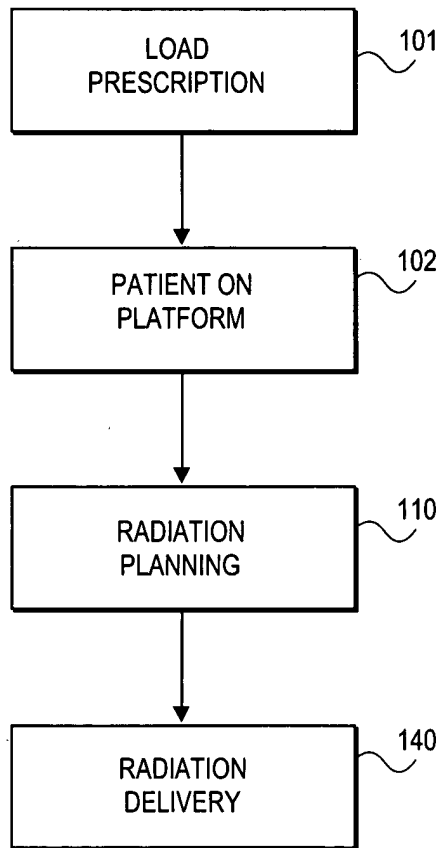 LOAD
PRESCRIPTION
101
PATIENT ON
PLATFORM
102
RADIATION
PLANNING
110
RADIATION
DELIVERY
140